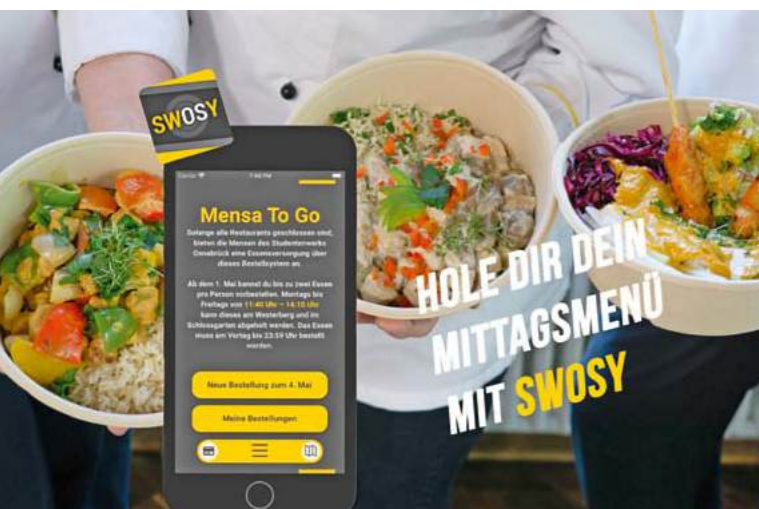 SWOSY
7:46 PM
Mensa To Go
Solange alle Restaurants geschlossen sind,
bieten die Mensen des Studentenwerks
Osnabrück eine Essensversorgung über
dieses Bestellsystem an.
Ab dem 1. Mai kannst du bis zu zwei Essen
pro Person vorbestellen. Montags bis
Freitags von 11:40 Uhr – 14:10 Uhr
kann dieses am Westerberg und im
Schlossgarten abgeholt werden. Das Essen
muss am Vortag bis 23:59 Uhr bestellt
werden.
Neue Bestellung zum 4. Mai
Meine Bestellungen
HOLE DIR DEIN
MITTAGSMENÜ
MIT SWOSY